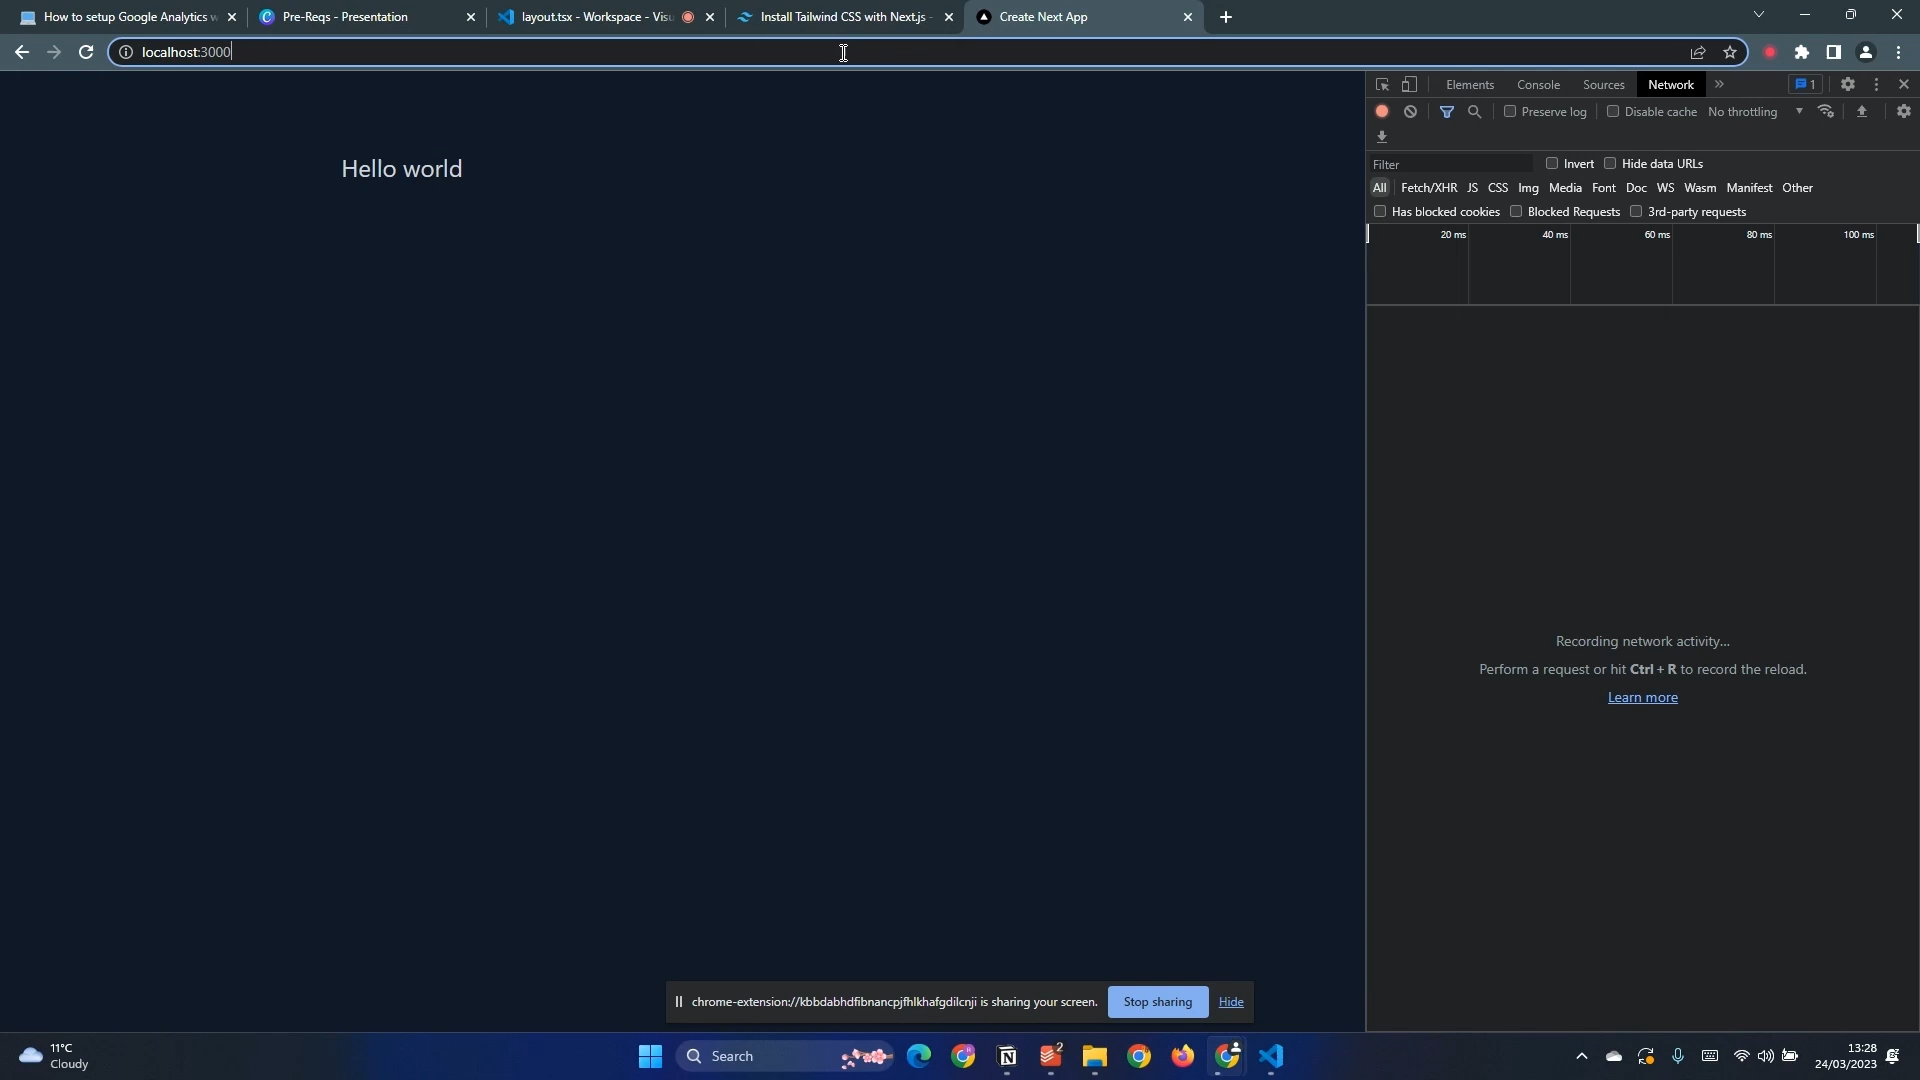 How to setup Google Analytics w
Pre-Reqs - Presentation
layout.tsx - Workspace - Visu
Install Tailwind CSS with Next.js -
Create Next App
localhost:3000
Hello world
Elements Console Sources Network » 1
Preserve log Disable cache No throttling
Filter Invert Hide data URLs
All Fetch/XHR JS CSS Img Media Font Doc WS Wasm Manifest Other
Has blocked cookies Blocked Requests 3rd-party requests
20 ms 40 ms 60 ms 80 ms 100 ms
Recording network activity...
Perform a request or hit Ctrl + R to record the reload.
Learn more
chrome-extension://kbbdabhdfibnancpjfhlkhafgdilcnji is sharing your screen. Stop sharing Hide
11°C
Cloudy
Search
2
13:28
24/03/2023